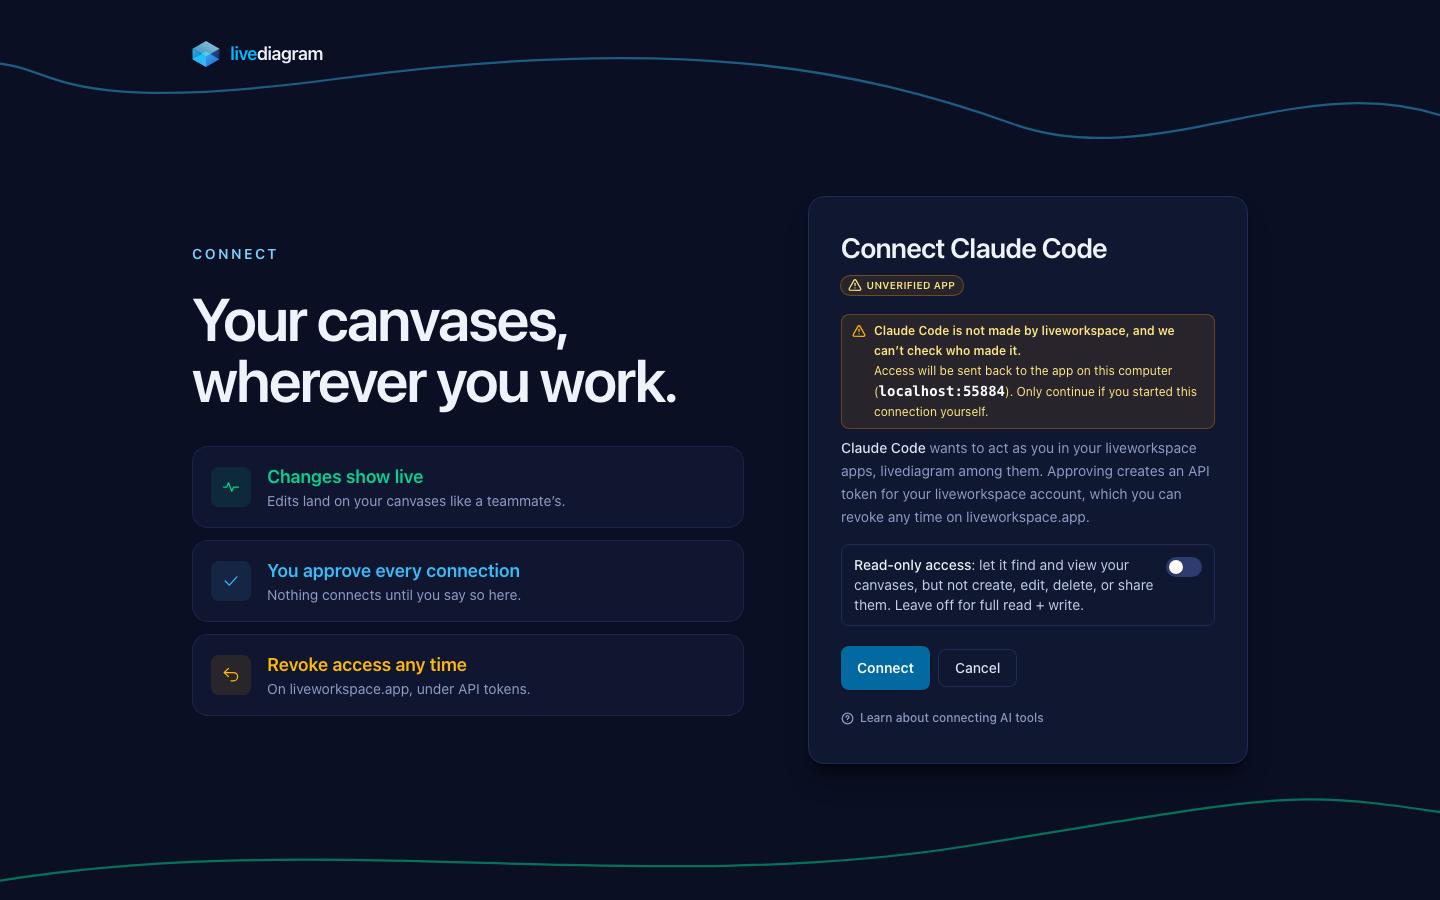 livediagram
CONNECT
Your canvases,
wherever you work.
Changes show live
Edits land on your canvases like a teammate’s.
You approve every connection
Nothing connects until you say so here.
Revoke access any time
On liveworkspace.app, under API tokens.
Connect Claude Code
UNVERIFIED APP
Claude Code is not made by liveworkspace, and we
can’t check who made it.
Access will be sent back to the app on this computer
(localhost:55884). Only continue if you started this
connection yourself.
Claude Code wants to act as you in your liveworkspace
apps, livediagram among them. Approving creates an API
token for your liveworkspace account, which you can
revoke any time on liveworkspace.app.
Read-only access: let it find and view your
canvases, but not create, edit, delete, or share
them. Leave off for full read + write.
Connect
Cancel
Learn about connecting AI tools